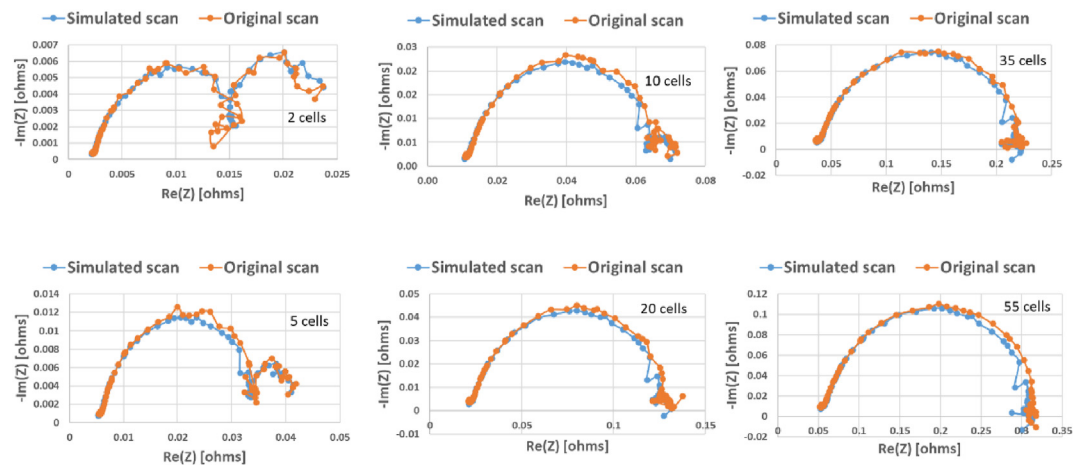 Simulated scan Original scan
0.007
0.006
0.005
0.004
0.003
0.002
0.001
0
0 0.005 0.01 0.015 0.02 0.025
-Im(Z) [ohms]
Re(Z) [ohms]
2 cells
Simulated scan Original scan
0.03
0.02
0.02
0.01
0.01
0.00
0.00 0.02 0.04 0.06 0.08
-Im(Z) [ohms]
Re(Z) [ohms]
10 cells
Simulated scan Original scan
0.08
0.06
0.04
0.02
0
-0.02
0 0.05 0.1 0.15 0.2 0.25
-Im(Z) [ohms]
Re(Z) [ohms]
35 cells
Simulated scan Original scan
0.014
0.012
0.010
0.008
0.006
0.004
0.002
0
0 0.01 0.02 0.03 0.04 0.05
-Im(Z) [ohms]
Re(Z) [ohms]
5 cells
Simulated scan Original scan
0.05
0.04
0.03
0.02
0.01
0
-0.01
0 0.05 0.1 0.15
-Im(Z) [ohms]
Re(Z) [ohms]
20 cells
Simulated scan Original scan
0.12
0.10
0.08
0.06
0.04
0.02
0
-0.02
0 0.05 0.1 0.15 0.2 0.25 0.3 0.35
-Im(Z) [ohms]
Re(Z) [ohms]
55 cells